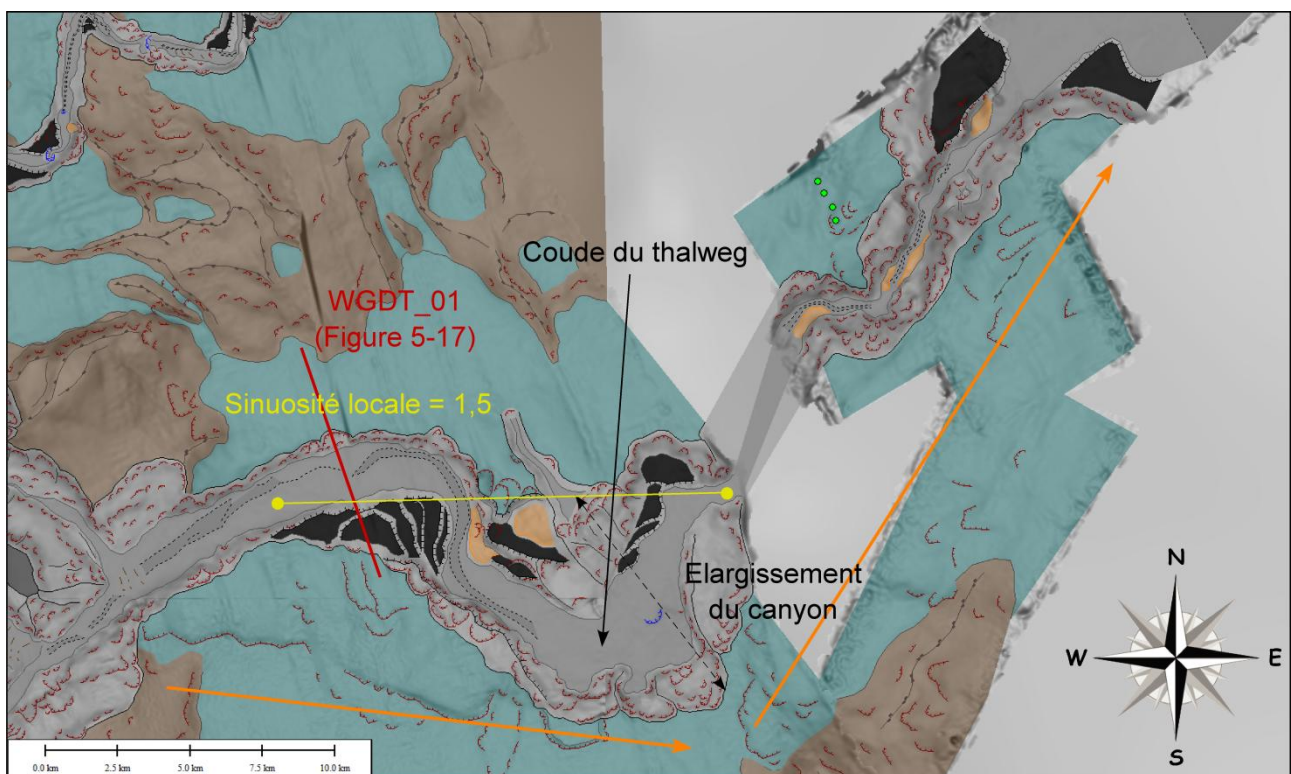 Coude du thalweg
WGDT_01
(Figure 5-17)
Sinuosité locale = 1,5
Elargissement
du canyon
N
W
E
S
0.0 km
2.5 km
5.0 km
7.5 km
10.0 km